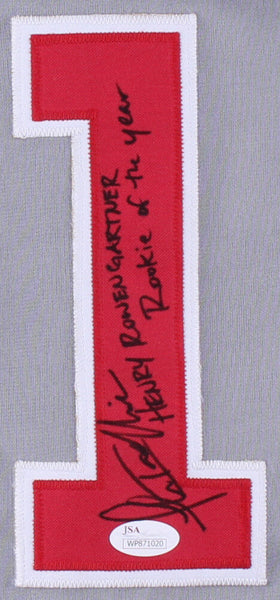 HENRY ROWENGARTNER
Rookie of the year
JSA
WP871020